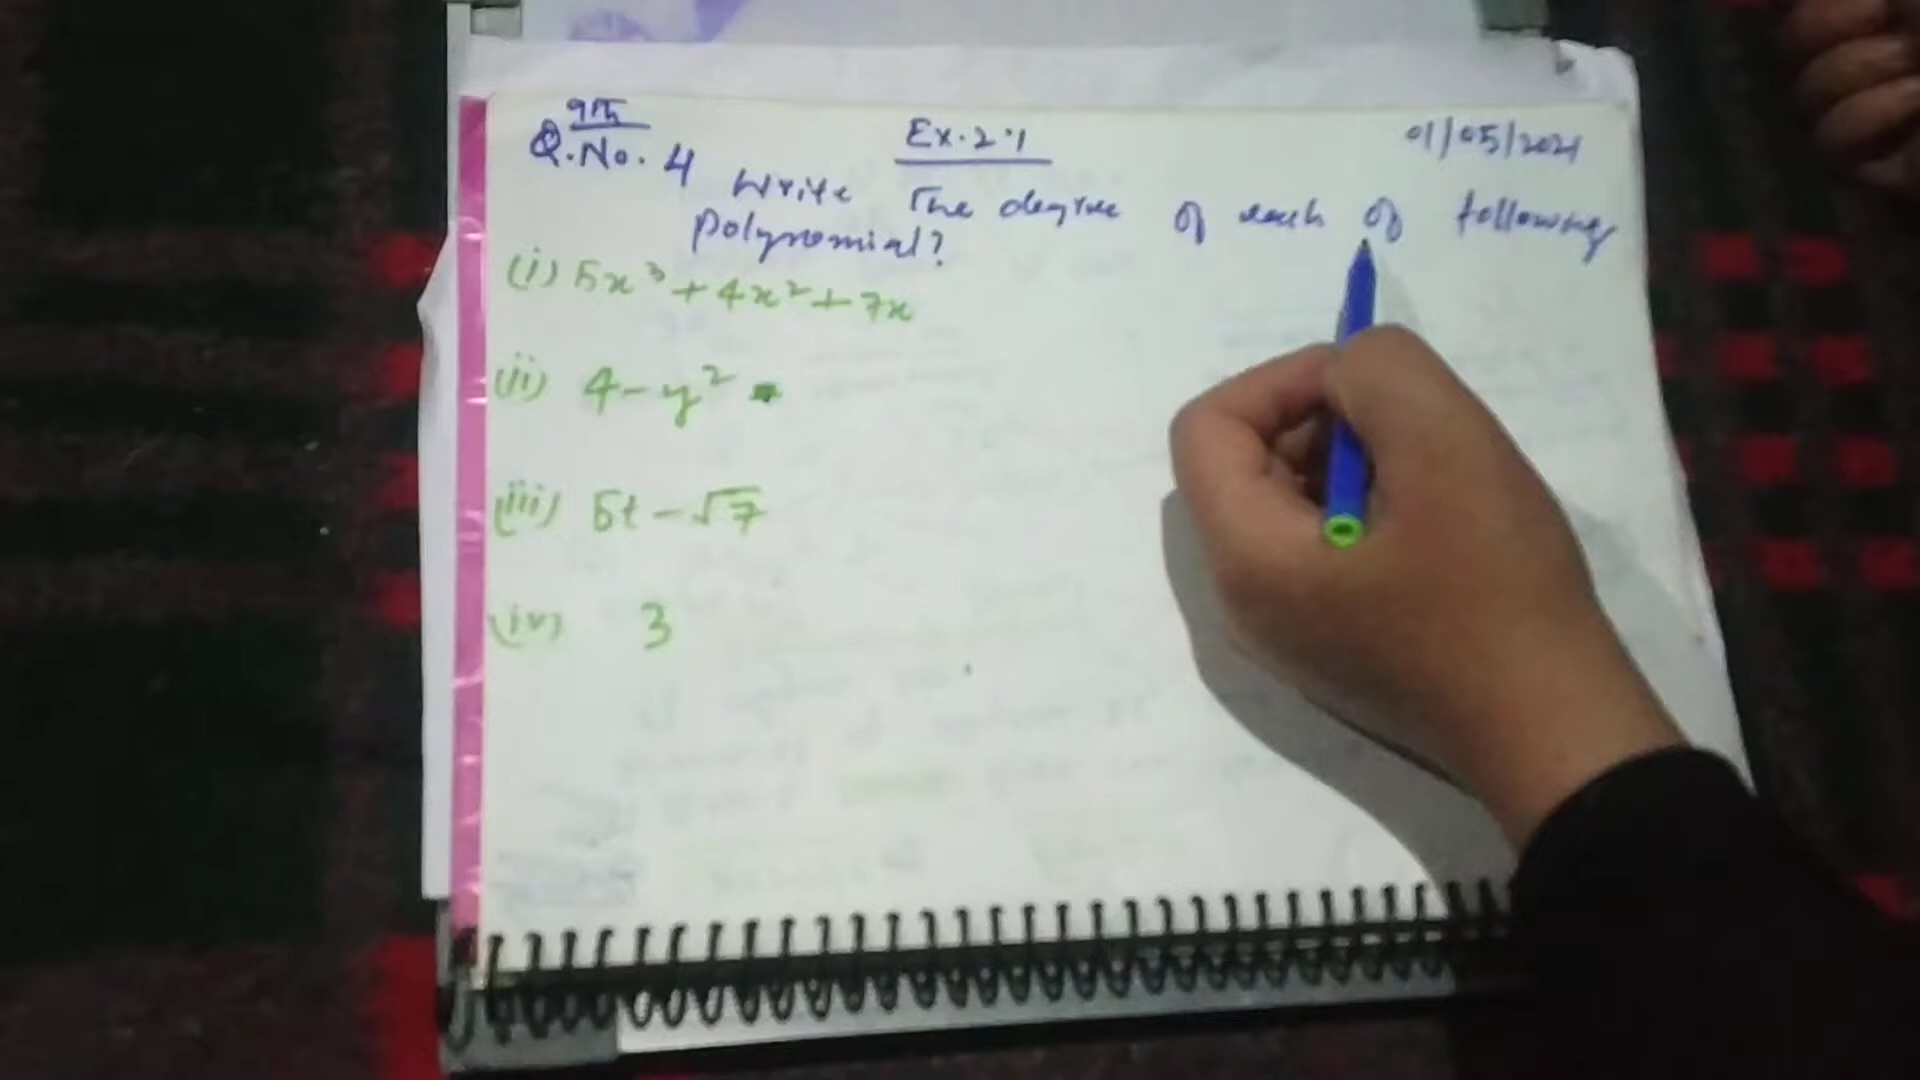 9th
Ex. 2.1
01/05/2021
Q. No. 4 Write The degree of each of following
polynomial?
(i) 5x³ + 4x² + 7x
(ii) 4 - y²
(iii) 5t - √7
(iv) 3